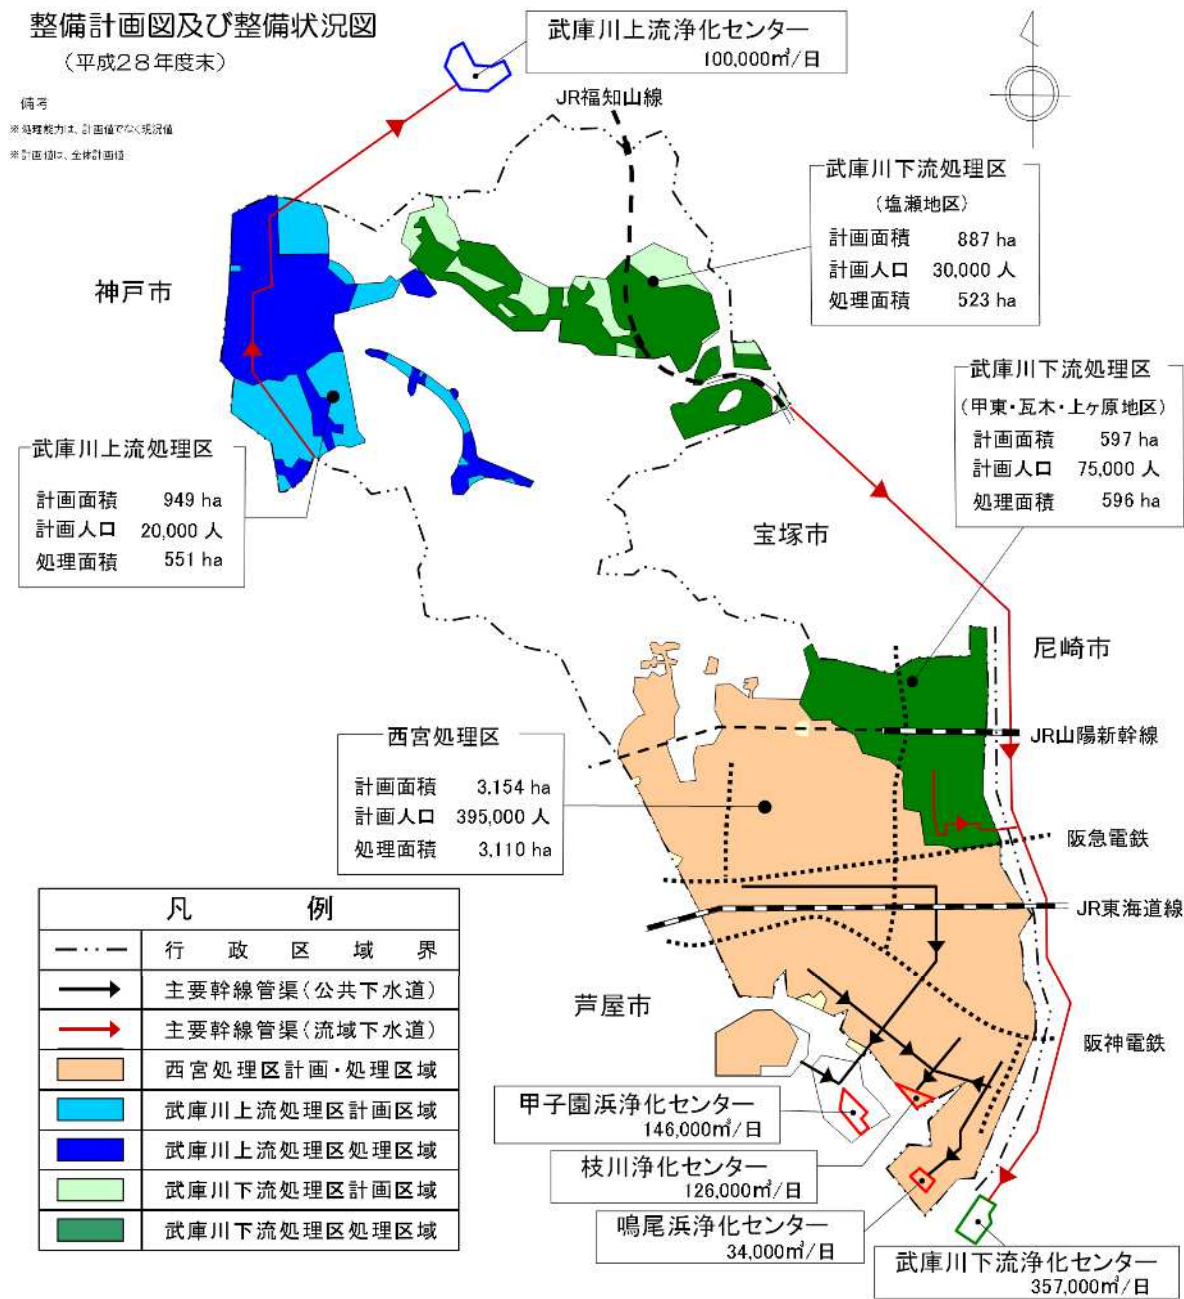 整備計画図及び整備状況図
(平成28年度末)
備考
※処理能力は、計画値でなく現況値
※計画値は、全体計画値
武庫川上流浄化センター
100,000㎥/日
JR福知山線
武庫川下流処理区
(塩瀬地区)
計画面積 887 ha
計画人口 30,000 人
処理面積 523 ha
神戸市
武庫川下流処理区
(甲東・瓦木・上ヶ原地区)
計画面積 597 ha
計画人口 75,000 人
処理面積 596 ha
武庫川上流処理区
計画面積 949 ha
計画人口 20,000 人
処理面積 551 ha
宝塚市
尼崎市
西宮処理区
計画面積 3,154 ha
計画人口 395,000 人
処理面積 3,110 ha
JR山陽新幹線
阪急電鉄
JR東海道線
芦屋市
阪神電鉄
凡例
行政区域界
主要幹線管渠(公共下水道)
主要幹線管渠(流域下水道)
西宮処理区計画・処理区域
武庫川上流処理区計画区域
武庫川上流処理区処理区域
武庫川下流処理区計画区域
武庫川下流処理区処理区域
甲子園浜浄化センター
146,000㎥/日
枝川浄化センター
126,000㎥/日
鳴尾浜浄化センター
34,000㎥/日
武庫川下流浄化センター
357,000㎥/日